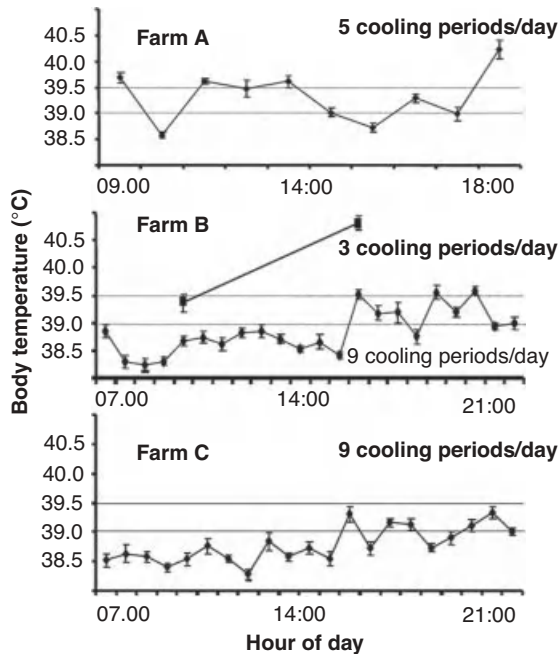 Body temperature (°C)
Farm A 5 cooling periods/day
40.5
40.0
39.5
39.0
38.5
09.00 14:00 18:00
Farm B
3 cooling periods/day
40.5
40.0
39.5
39.0
38.5
9 cooling periods/day
07.00 14:00 21:00
Farm C 9 cooling periods/day
40.5
40.0
39.5
39.0
38.5
07.00 14:00 21:00
Hour of day